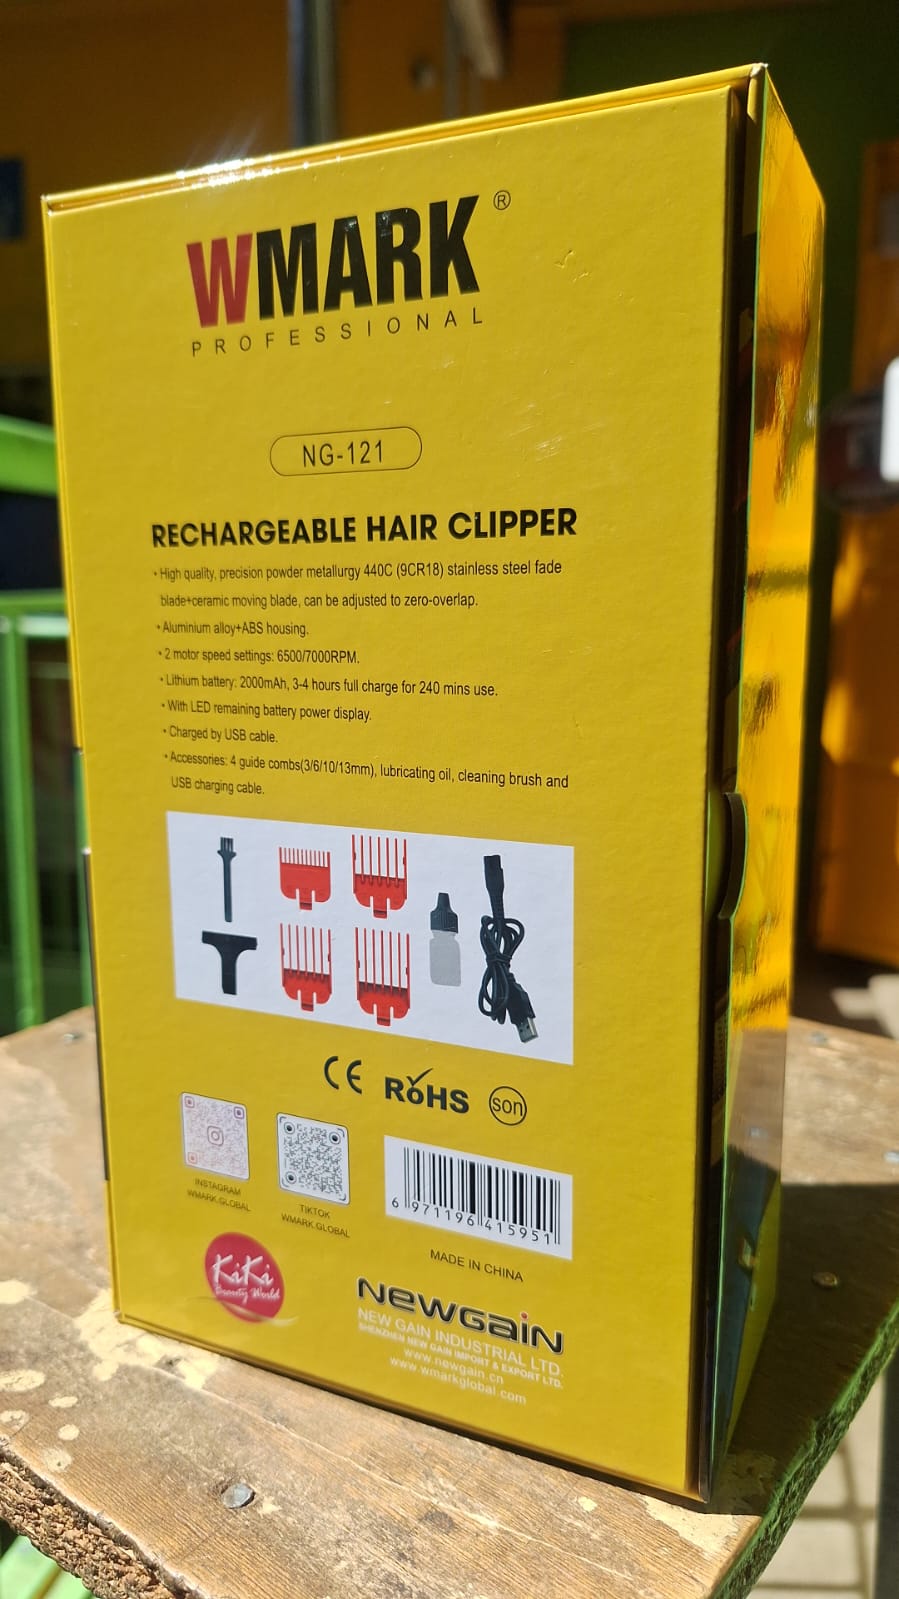 WMARK®
PROFESSIONAL
NG-121
RECHARGEABLE HAIR CLIPPER
• High quality, precision powder metallurgy 440C (9CR18) stainless steel fade
blade+ceramic moving blade, can be adjusted to zero-overlap.
• Aluminium alloy+ABS housing.
• 2 motor speed settings: 6500/7000RPM.
• Lithium battery: 2000mAh, 3-4 hours full charge for 240 mins use.
• With LED remaining battery power display.
• Charged by USB cable.
• Accessories: 4 guide combs(3/6/10/13mm), lubricating oil, cleaning brush and
USB charging cable.
CE RoHS son
INSTAGRAM
WMARK.GLOBAL
TIKTOK
WMARK.GLOBAL
6 971196 415951
MADE IN CHINA
KiKi
Beauty World
NEWGAIN
NEW GAIN INDUSTRIAL LTD.
SHENZHEN NEW GAIN IMPORT & EXPORT LTD.
www.newgain.cn
www.wmarkglobal.com